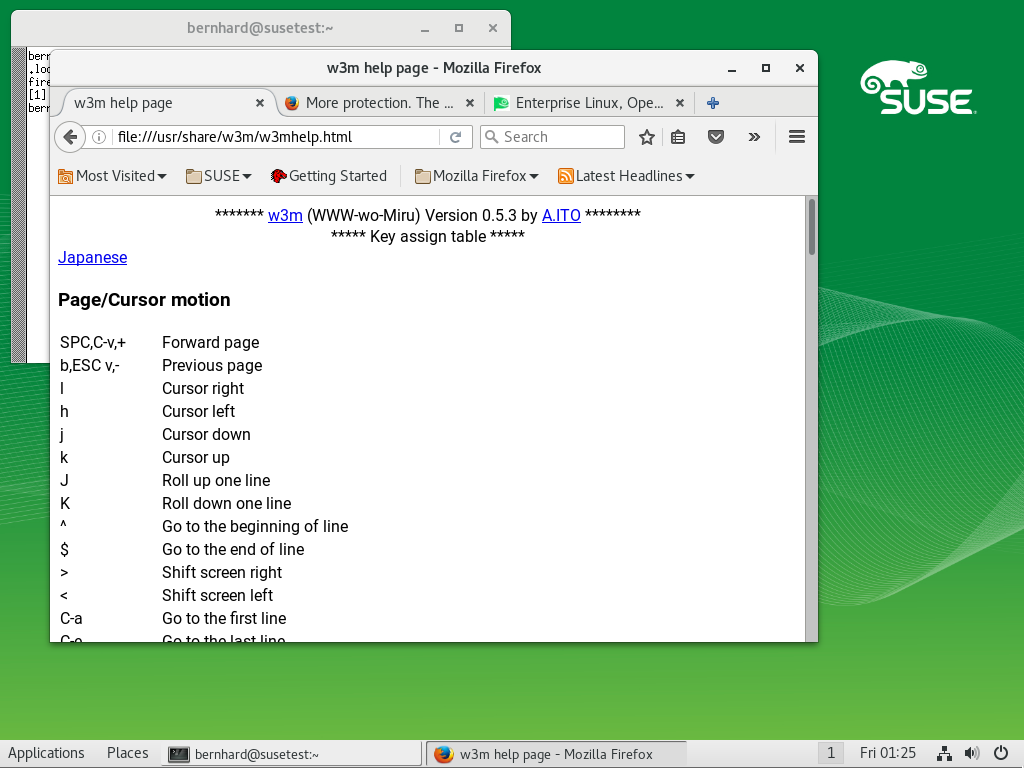 bernhard@susetest:~
bern
.loc
fire
[1]
bern
w3m help page - Mozilla Firefox
w3m help page
More protection. The ...
Enterprise Linux, Ope...
file:///usr/share/w3m/w3mhelp.html
Search
Most Visited
SUSE
Getting Started
Mozilla Firefox
Latest Headlines
******* w3m (WWW-wo-Miru) Version 0.5.3 by A.ITO ********
***** Key assign table *****
Japanese
Page/Cursor motion
SPC,C-v,+ Forward page
b,ESC v,- Previous page
l Cursor right
h Cursor left
j Cursor down
k Cursor up
J Roll up one line
K Roll down one line
^ Go to the beginning of line
$ Go to the end of line
> Shift screen right
< Shift screen left
C-a Go to the first line
C-e Go to the last line
SUSE
Applications Places bernhard@susetest:~ w3m help page - Mozilla Firefox 1 Fri 01:25